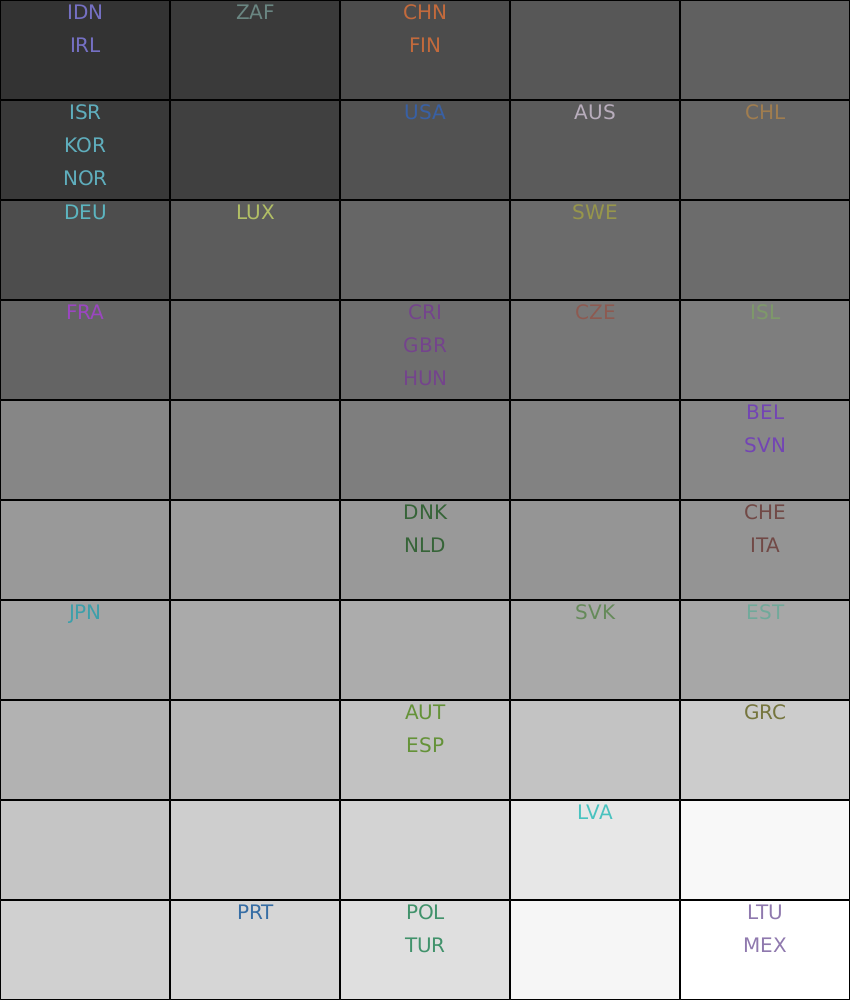 IDN ZAF CHN
IRL FIN
ISR USA AUS CHL
KOR
NOR
DEU LUX SWE
FRA CRI CZE ISL
GBR
HUN
BEL
SVN
DNK CHE
NLD ITA
JPN SVK EST
AUT GRC
ESP
LVA
PRT POL LTU
TUR MEX